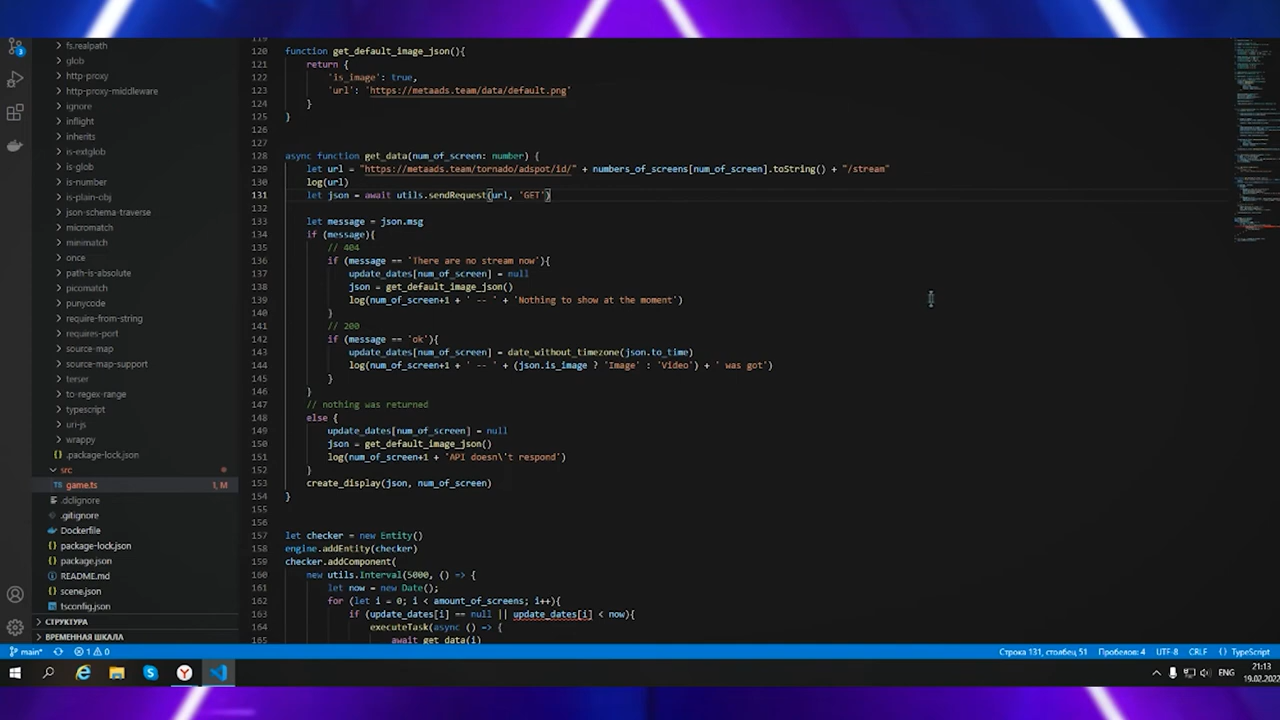 fs.realpath
glob
http-proxy
http-proxy-middleware
ignore
inflight
inherits
is-extglob
is-glob
is-number
is-plain-obj
json-schema-traverse
micromatch
minimatch
once
path-is-absolute
picomatch
punycode
require-from-string
requires-port
source-map
source-map-support
terser
to-regex-range
typescript
uri-js
wrappy
.package-lock.json
src
TS game.ts 1, M
.dclignore
.gitignore
Dockerfile
package-lock.json
package.json
README.md
scene.json
tsconfig.json
СТРУКТУРА
ШКАЛА ВРЕМЕНИ
120 function get_default_image_json(){
121 return {
122 'is_image': true,
123 'url': 'https://metaads.team/data/default.png'
124 }
125 }
126
127
128 async function get_data(num_of_screen: number) {
129 let url = "https://metaads.team/tornado/adspot/id/" + numbers_of_screens[num_of_screen].toString() + "/stream"
130 log(url)
131 let json = await utils.sendRequest(url, 'GET')
132
133 let message = json.msg
134 if (message){
135 // 404
136 if (message == 'There are no stream now'){
137 update_dates[num_of_screen] = null
138 json = get_default_image_json()
139 log(num_of_screen+1 + ' -- ' + 'Nothing to show at the moment')
140 }
141 // 200
142 if (message == 'ok'){
143 update_dates[num_of_screen] = date_without_timezone(json.to_time)
144 log(num_of_screen+1 + ' -- ' + (json.is_image ? 'Image' : 'Video') + ' was got')
145 }
146 }
147 // nothing was returned
148 else {
149 update_dates[num_of_screen] = null
150 json = get_default_image_json()
151 log(num_of_screen+1 + 'API doesn\'t respond')
152 }
153 create_display(json, num_of_screen)
154 }
155
156
157 let checker = new Entity()
158 engine.addEntity(checker)
159 checker.addComponent(
160 new utils.Interval(5000, () => {
161 let now = new Date();
162 for (let i = 0; i < amount_of_screens; i++){
163 if (update_dates[i] == null || update_dates[i] < now){
164 executeTask(async () => {
165 await get_data(i)
main* 1 0
Строка 131, столбец 51 Пробелов: 4 UTF-8 CRLF {} TypeScript
ENG 21:13
19.02.2022